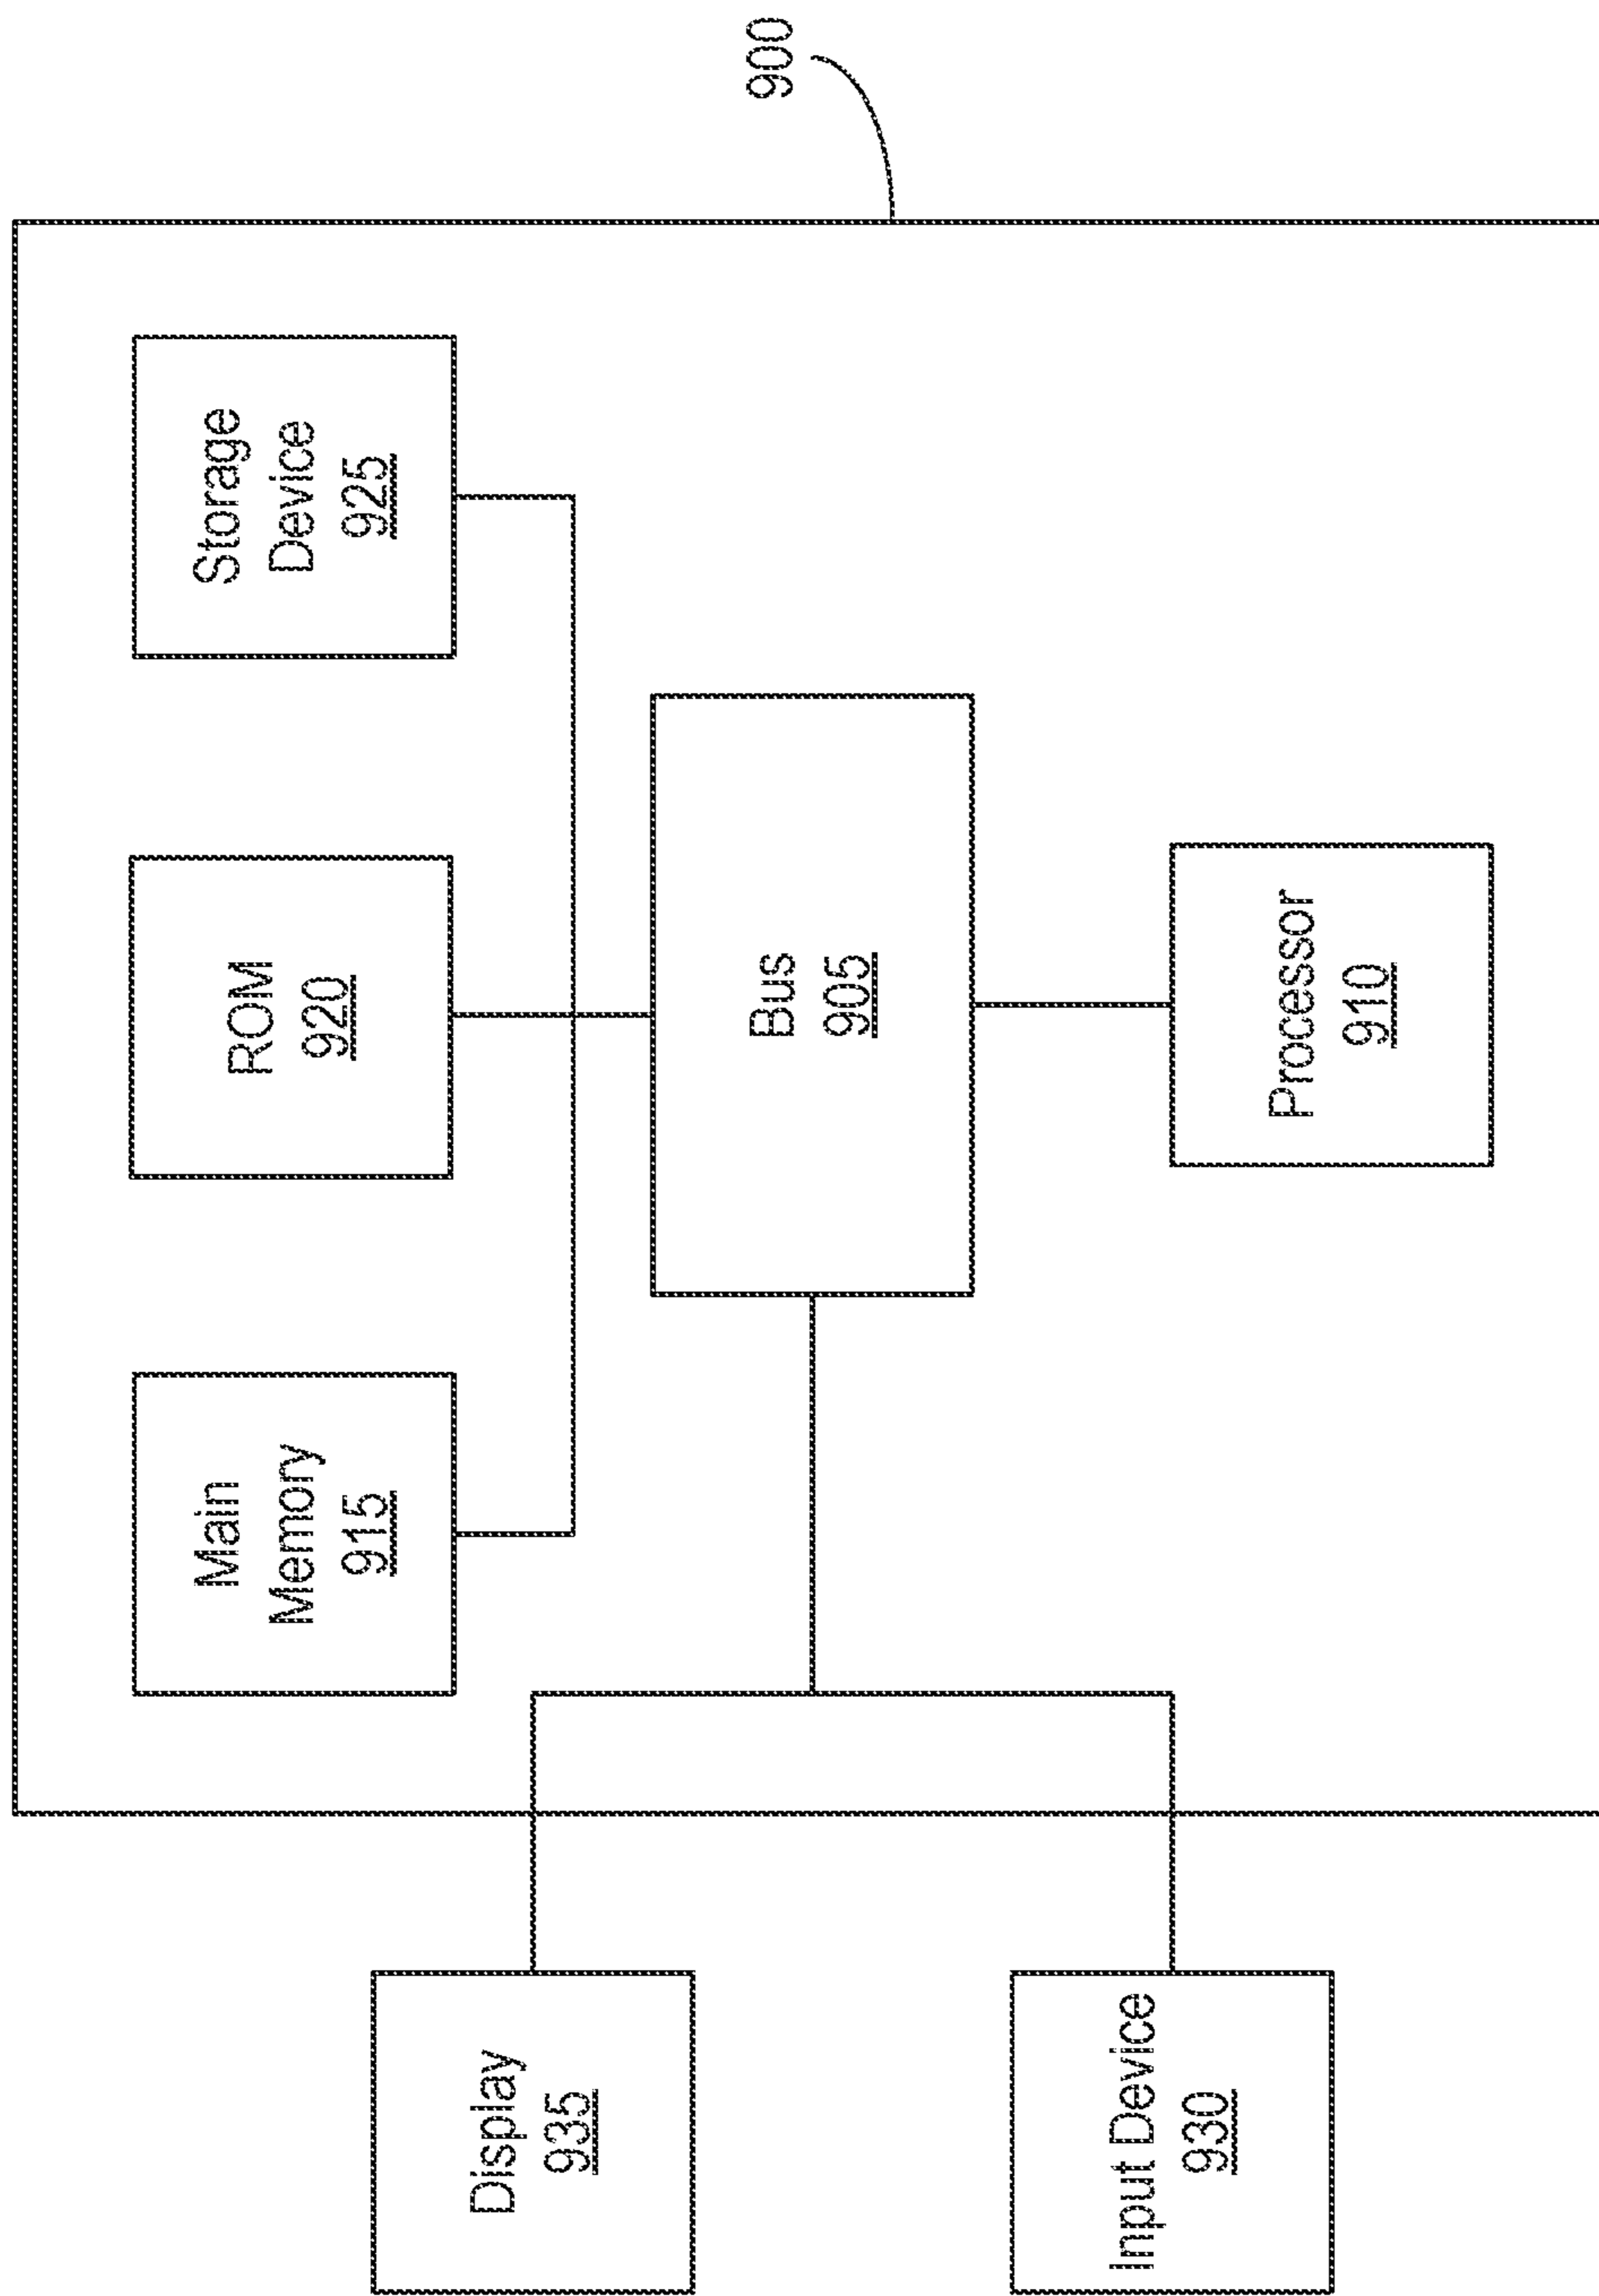 900
Main
Memory
915
ROM
920
Storage
Device
925
Display
935
Bus
905
Input Device
930
Processor
910